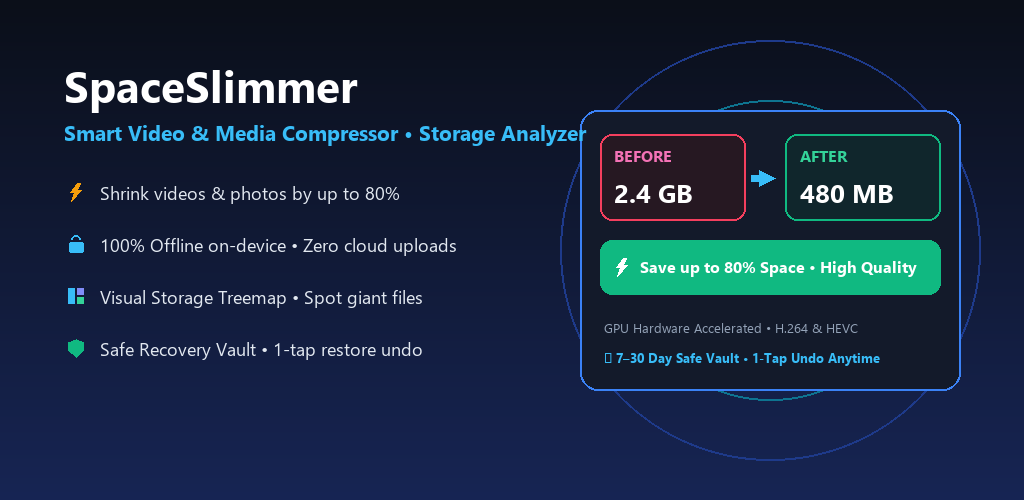 SpaceSlimmer
Smart Video & Media Compressor • Storage Analyzer
Shrink videos & photos by up to 80%
100% Offline on-device • Zero cloud uploads
Visual Storage Treemap • Spot giant files
Safe Recovery Vault • 1-tap restore undo
BEFORE
2.4 GB
AFTER
480 MB
Save up to 80% Space • High Quality
GPU Hardware Accelerated • H.264 & HEVC
7–30 Day Safe Vault • 1-Tap Undo Anytime